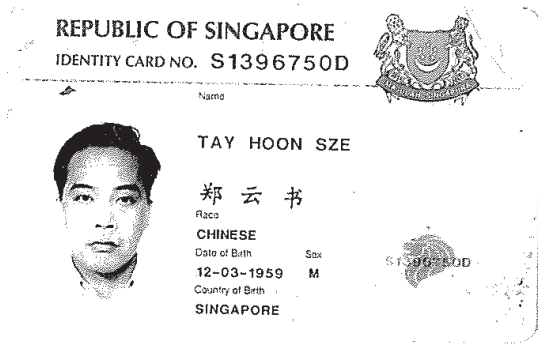 REPUBLIC OF SINGAPORE
IDENTITY CARD NO. S1396750D
Name
TAY HOON SZE
郑云书
Race
CHINESE
Date of Birth Sex
12-03-1959 M
Country of Birth
SINGAPORE
S1396750D